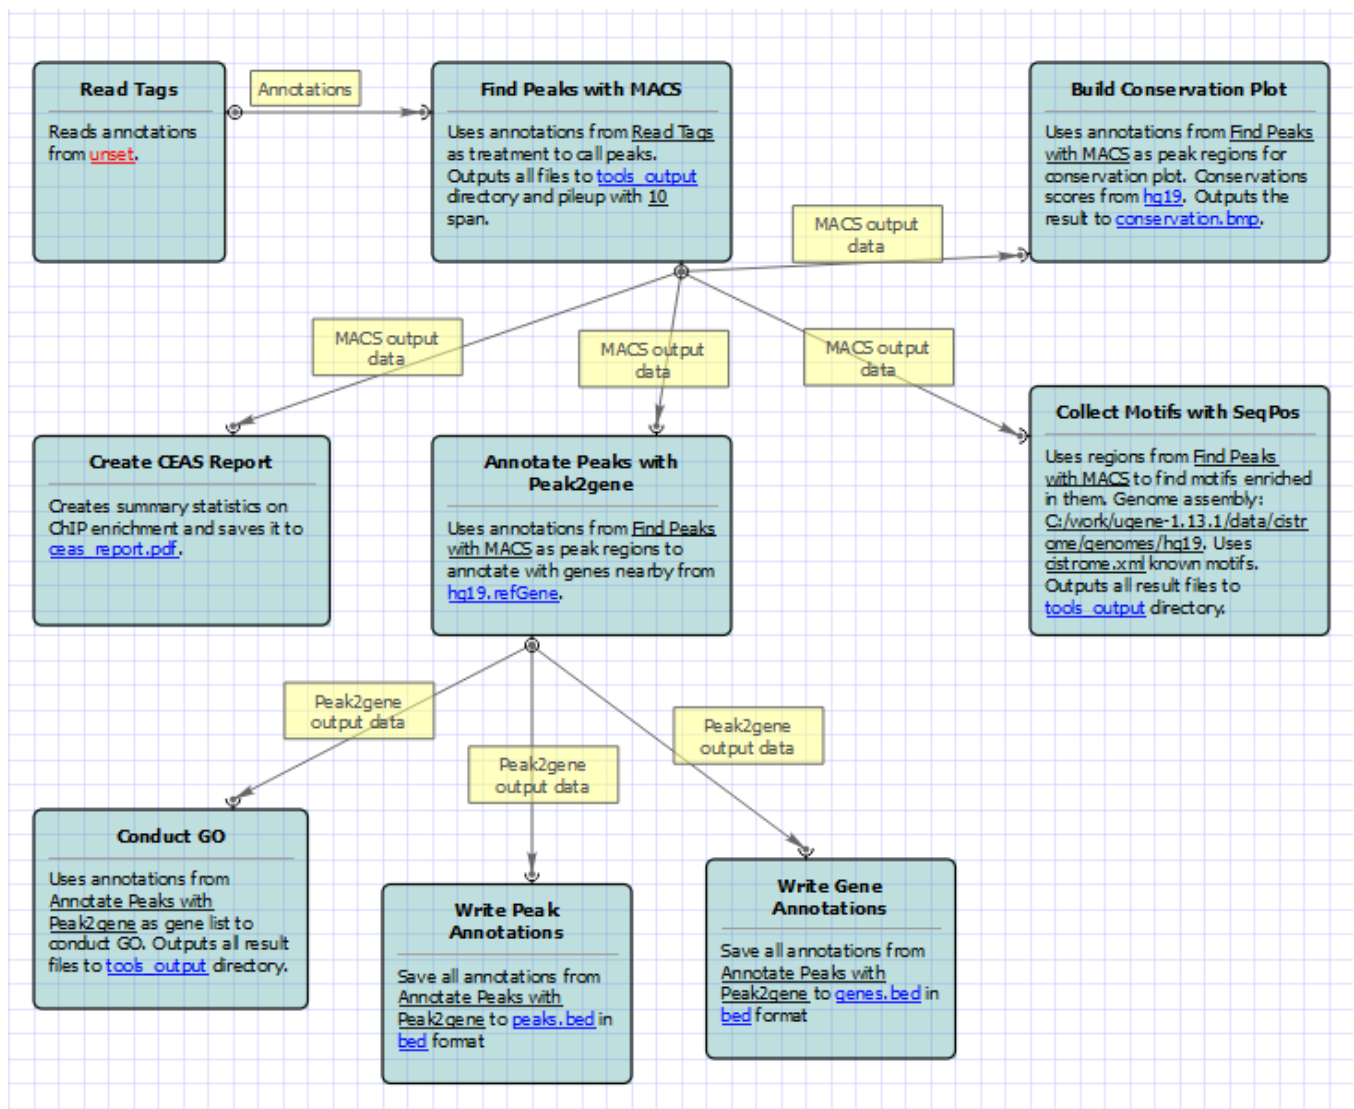 Read Tags
Reads annotations
from unset.
Annotations
Find Peaks with MACS
Uses annotations from Read Tags
as treatment to call peaks.
Outputs all files to tools_output
directory and pileup with 10
span.
Build Conservation Plot
Uses annotations from Find Peaks
with MACS as peak regions for
conservation plot. Conservations
scores from hg19. Outputs the
result to conservation.bmp.
MACS output
data
MACS output
data
MACS output
data
MACS output
data
Create CEAS Report
Creates summary statistics on
ChIP enrichment and saves it to
ceas_report.pdf.
Annotate Peaks with
Peak2gene
Uses annotations from Find Peaks
with MACS as peak regions to
annotate with genes nearby from
hg19.refGene.
Collect Motifs with SeqPos
Uses regions from Find Peaks
with MACS to find motifs enriched
in them. Genome assembly:
C:/work/ugene-1.13.1/data/cistr
ome/genomes/hg19. Uses
cistrome.xml known motifs.
Outputs all result files to
tools_output directory.
Peak2gene
output data
Peak2gene
output data
Peak2gene
output data
Conduct GO
Uses annotations from
Annotate Peaks with
Peak2gene as gene list to
conduct GO. Outputs all result
files to tools_output directory.
Write Peak
Annotations
Save all annotations from
Annotate Peaks with
Peak2gene to peaks.bed in
bed format
Write Gene
Annotations
Save all annotations from
Annotate Peaks with
Peak2gene to genes.bed in
bed format